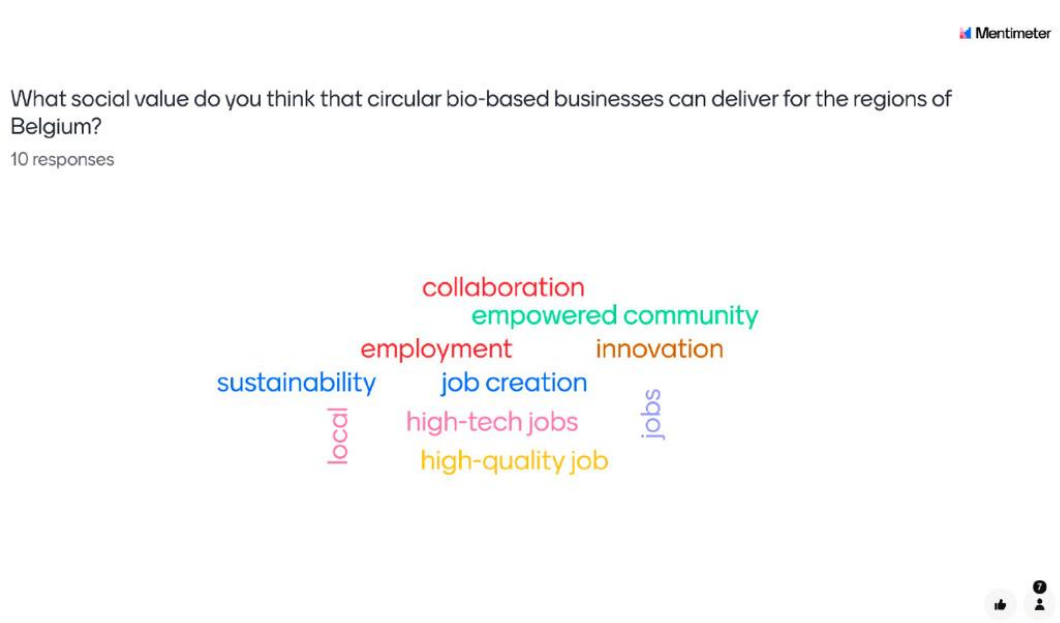 Mentimeter
What social value do you think that circular bio-based businesses can deliver for the regions of
Belgium?
10 responses
collaboration
empowered community
employment innovation
sustainability job creation
local high-tech jobs jobs
high-quality job
7